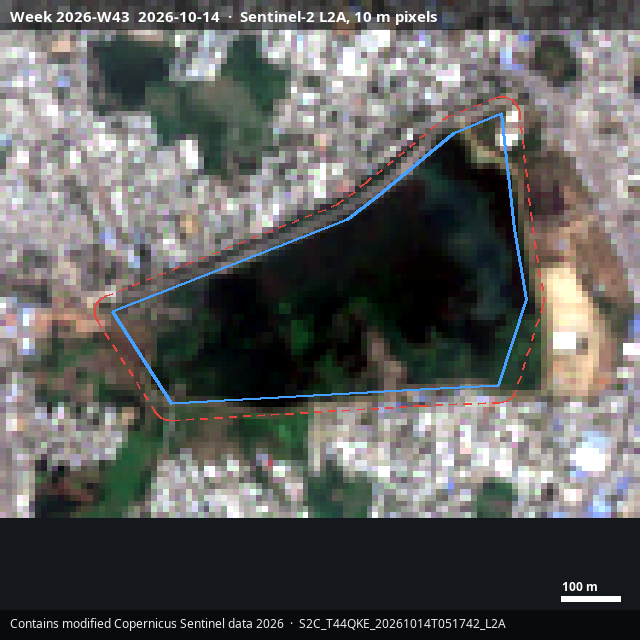 Week 2026-W43 2026-10-14 · Sentinel-2 L2A, 10 m pixels
100 m
Contains modified Copernicus Sentinel data 2026 · S2C_T44QKE_20261014T051742_L2A